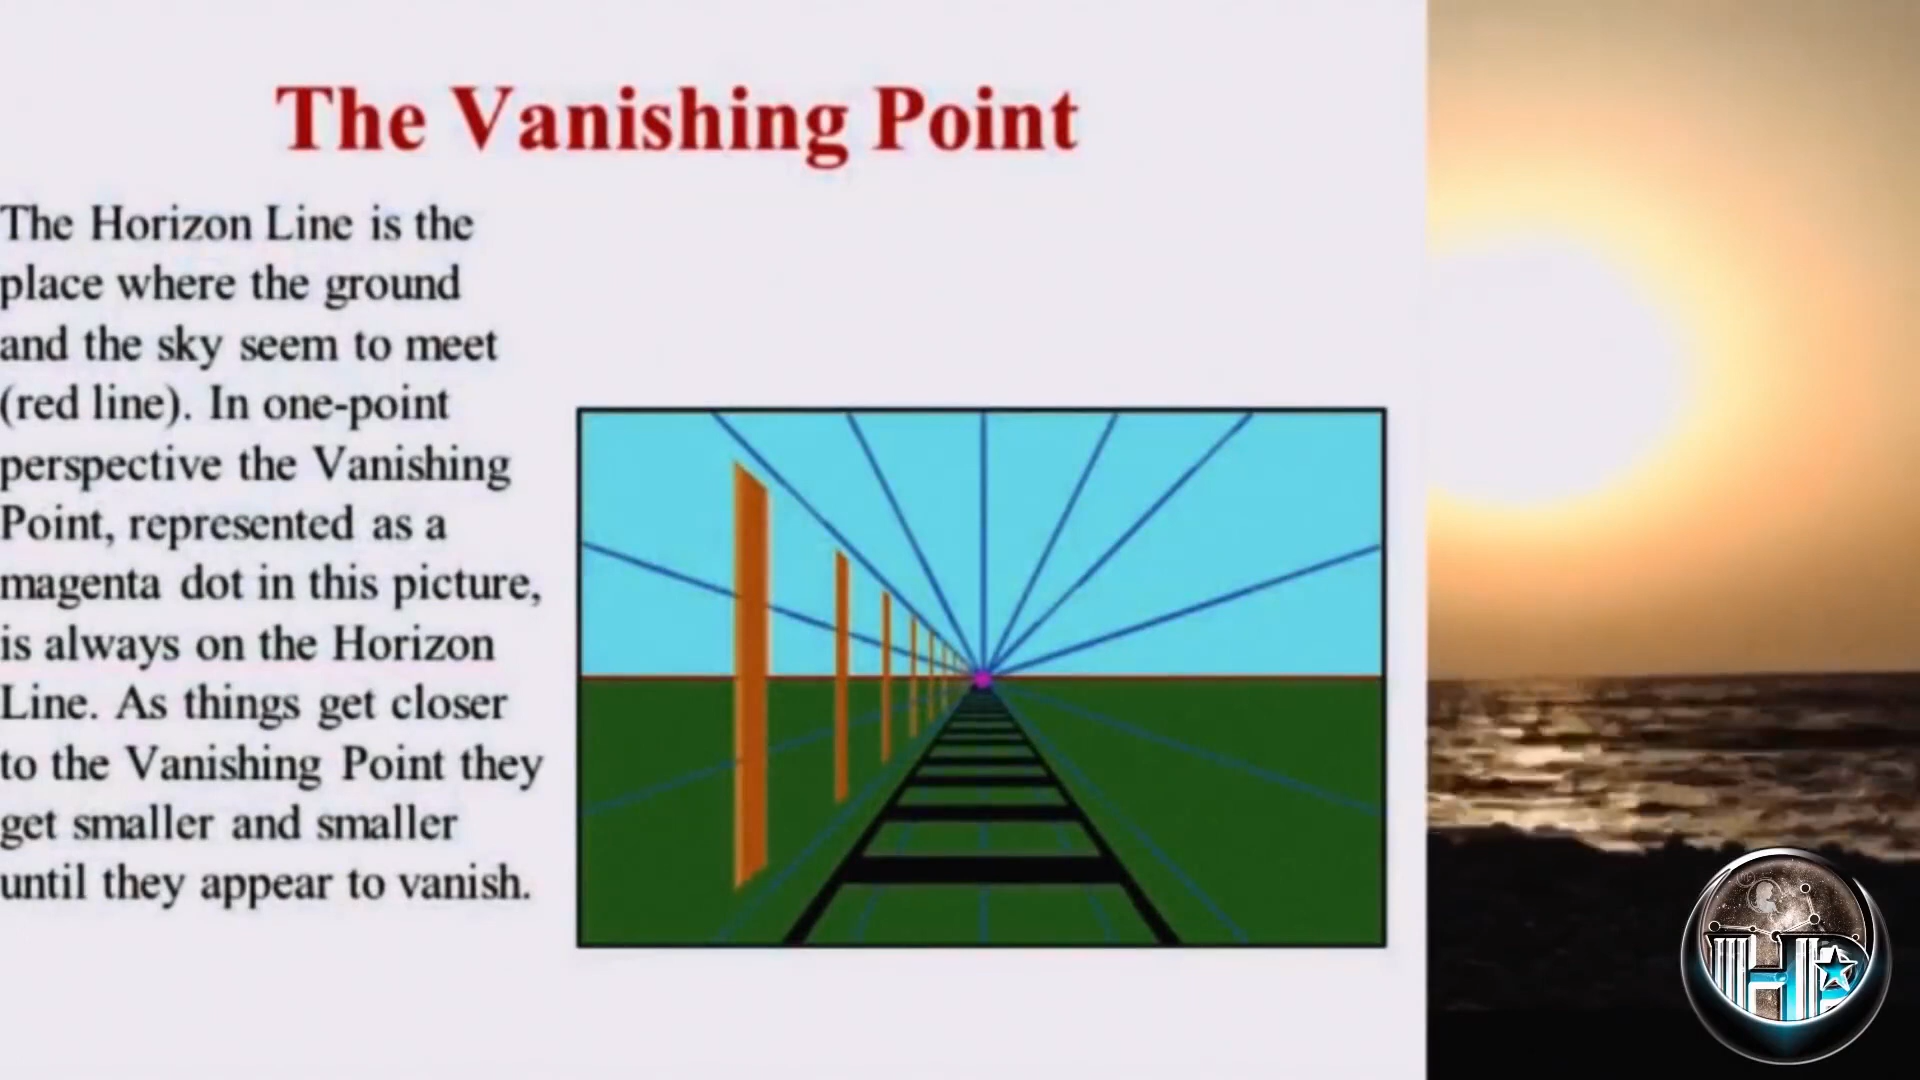 The Vanishing Point
The Horizon Line is the
place where the ground
and the sky seem to meet
(red line). In one-point
perspective the Vanishing
Point, represented as a
magenta dot in this picture,
is always on the Horizon
Line. As things get closer
to the Vanishing Point they
get smaller and smaller
until they appear to vanish.
HP